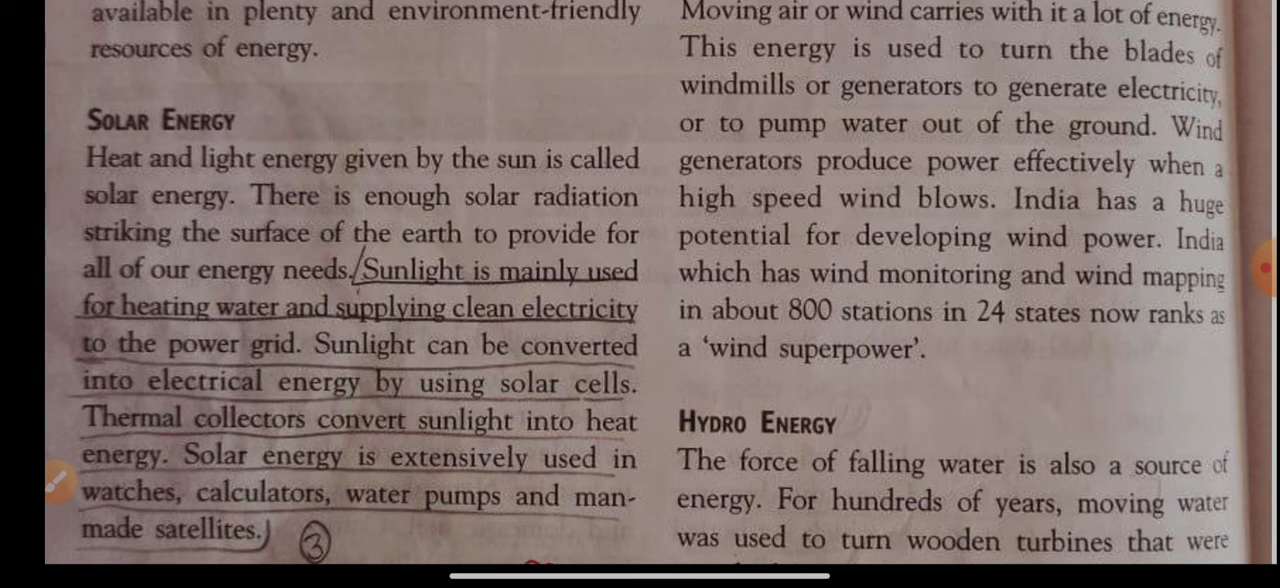 available in plenty and environment-friendly
resources of energy.
SOLAR ENERGY
Heat and light energy given by the sun is called
solar energy. There is enough solar radiation
striking the surface of the earth to provide for
all of our energy needs. Sunlight is mainly used
for heating water and supplying clean electricity
to the power grid. Sunlight can be converted
into electrical energy by using solar cells.
Thermal collectors convert sunlight into heat
energy. Solar energy is extensively used in
watches, calculators, water pumps and man-
made satellites.
3
Moving air or wind carries with it a lot of energy.
This energy is used to turn the blades of
windmills or generators to generate electricity,
or to pump water out of the ground. Wind
generators produce power effectively when a
high speed wind blows. India has a huge
potential for developing wind power. India
which has wind monitoring and wind mapping
in about 800 stations in 24 states now ranks as
a ‘wind superpower’.
HYDRO ENERGY
The force of falling water is also a source of
energy. For hundreds of years, moving water
was used to turn wooden turbines that were